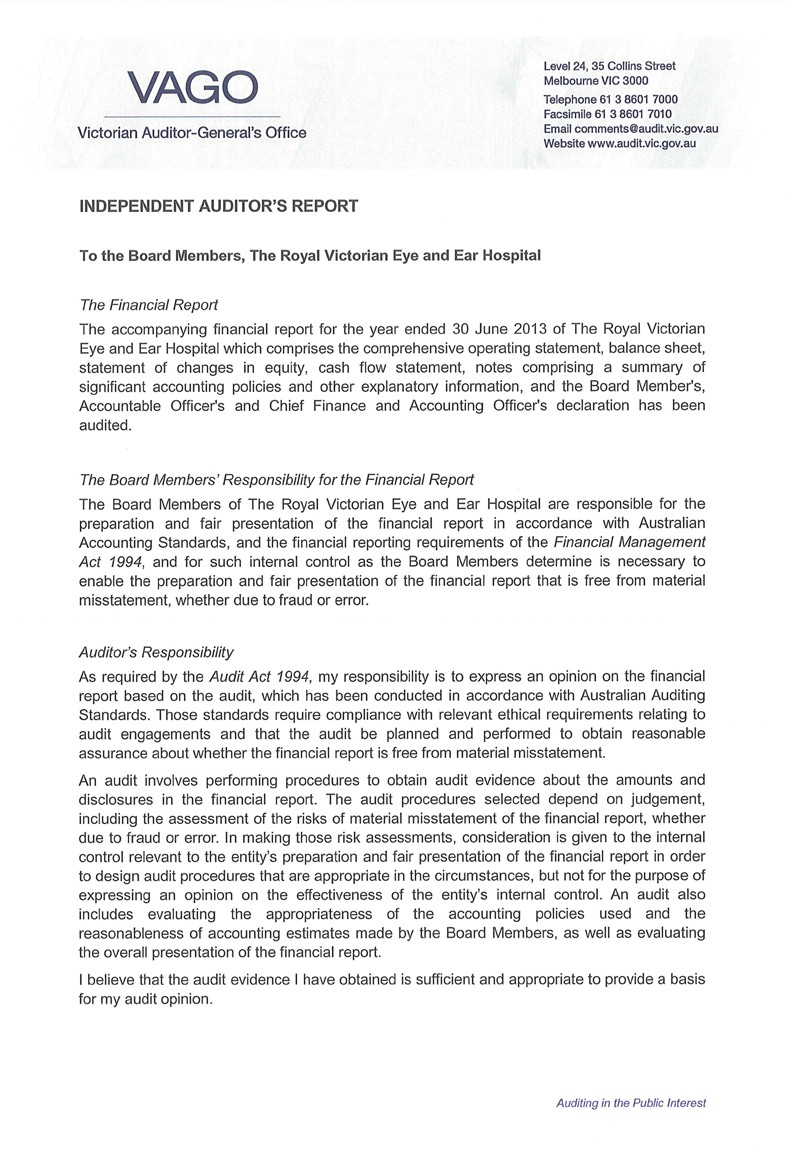 VAGO
Victorian Auditor-General's Office
Level 24, 35 Collins Street
Melbourne VIC 3000
Telephone 61 3 8601 7000
Facsimile 61 3 8601 7010
Email comments@audit.vic.gov.au
Website www.audit.vic.gov.au
INDEPENDENT AUDITOR'S REPORT
To the Board Members, The Royal Victorian Eye and Ear Hospital
The Financial Report
The accompanying financial report for the year ended 30 June 2013 of The Royal Victorian
Eye and Ear Hospital which comprises the comprehensive operating statement, balance sheet,
statement of changes in equity, cash flow statement, notes comprising a summary of
significant accounting policies and other explanatory information, and the Board Member's,
Accountable Officer's and Chief Finance and Accounting Officer's declaration has been
audited.
The Board Members' Responsibility for the Financial Report
The Board Members of The Royal Victorian Eye and Ear Hospital are responsible for the
preparation and fair presentation of the financial report in accordance with Australian
Accounting Standards, and the financial reporting requirements of the Financial Management
Act 1994, and for such internal control as the Board Members determine is necessary to
enable the preparation and fair presentation of the financial report that is free from material
misstatement, whether due to fraud or error.
Auditor's Responsibility
As required by the Audit Act 1994, my responsibility is to express an opinion on the financial
report based on the audit, which has been conducted in accordance with Australian Auditing
Standards. Those standards require compliance with relevant ethical requirements relating to
audit engagements and that the audit be planned and performed to obtain reasonable
assurance about whether the financial report is free from material misstatement.
An audit involves performing procedures to obtain audit evidence about the amounts and
disclosures in the financial report. The audit procedures selected depend on judgement,
including the assessment of the risks of material misstatement of the financial report, whether
due to fraud or error. In making those risk assessments, consideration is given to the internal
control relevant to the entity's preparation and fair presentation of the financial report in order
to design audit procedures that are appropriate in the circumstances, but not for the purpose of
expressing an opinion on the effectiveness of the entity's internal control. An audit also
includes evaluating the appropriateness of the accounting policies used and the
reasonableness of accounting estimates made by the Board Members, as well as evaluating
the overall presentation of the financial report.
I believe that the audit evidence I have obtained is sufficient and appropriate to provide a basis
for my audit opinion.
Auditing in the Public Interest